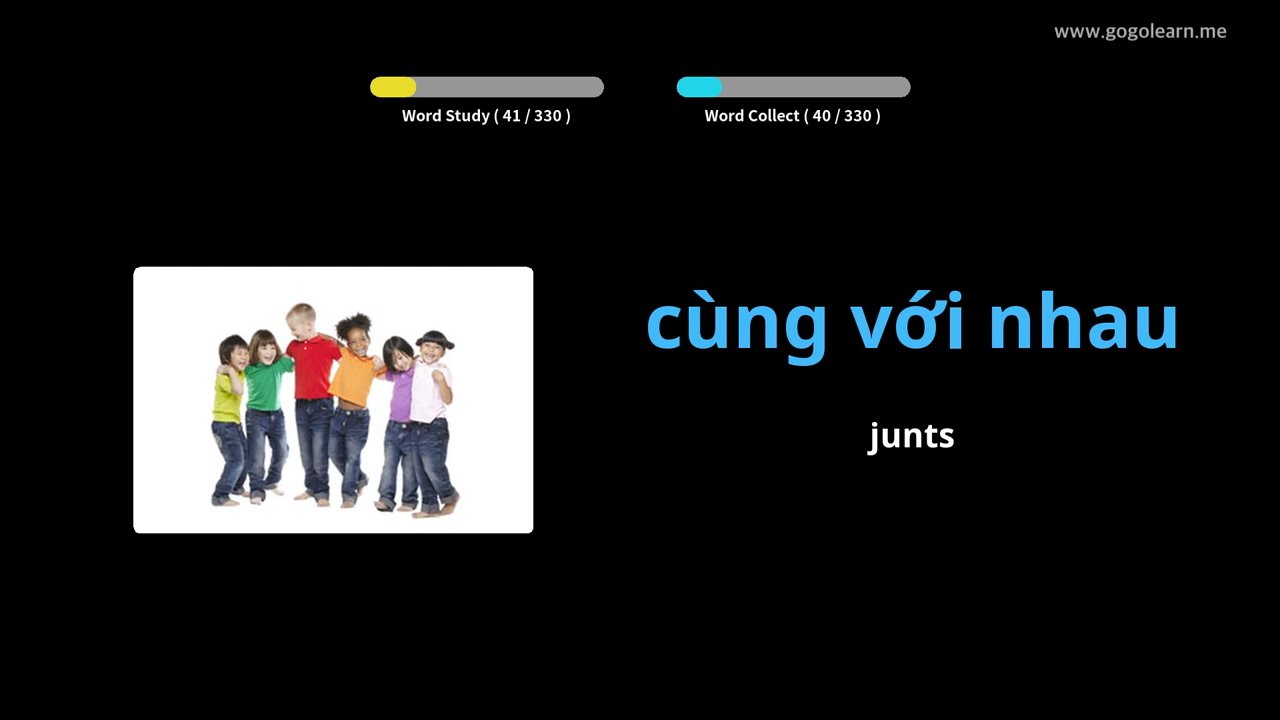 www.gogolearn.me
Word Study ( 41 / 330 )
Word Collect ( 40 / 330 )
cùng với nhau
junts